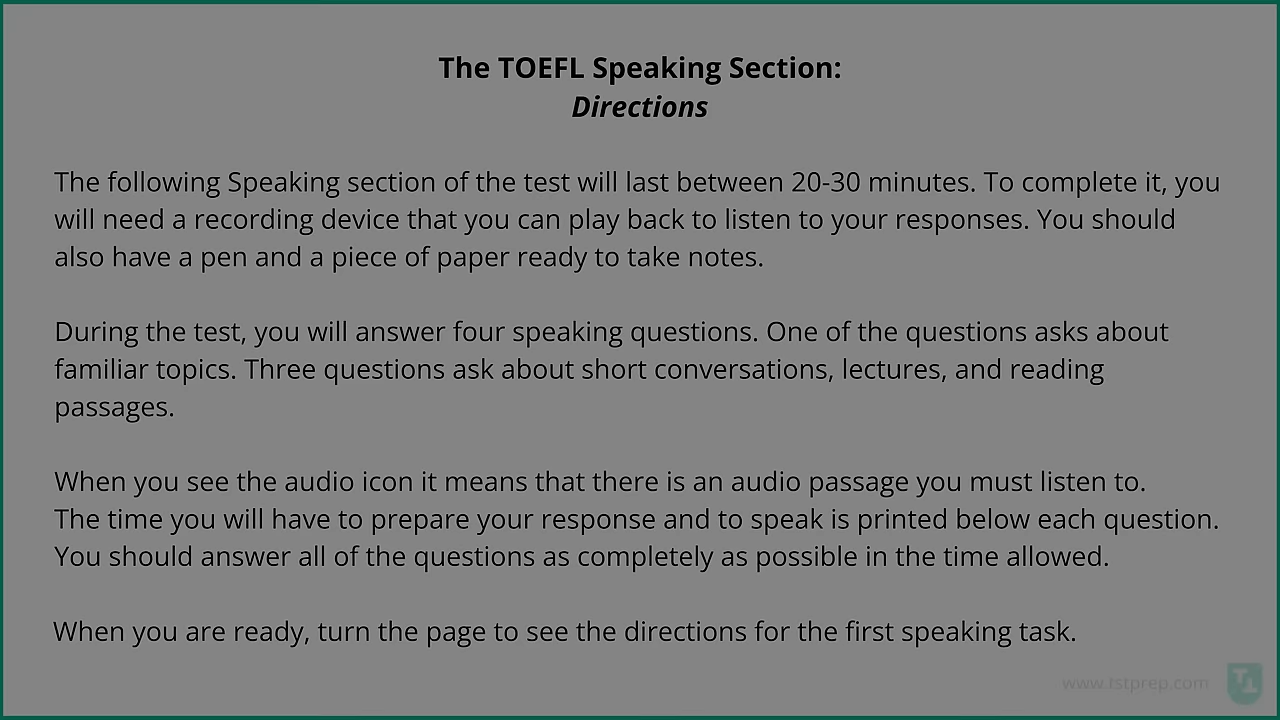 The TOEFL Speaking Section:
Directions
The following Speaking section of the test will last between 20-30 minutes. To complete it, you
will need a recording device that you can play back to listen to your responses. You should
also have a pen and a piece of paper ready to take notes.
During the test, you will answer four speaking questions. One of the questions asks about
familiar topics. Three questions ask about short conversations, lectures, and reading
passages.
When you see the audio icon it means that there is an audio passage you must listen to.
The time you will have to prepare your response and to speak is printed below each question.
You should answer all of the questions as completely as possible in the time allowed.
When you are ready, turn the page to see the directions for the first speaking task.
www.tstprep.com